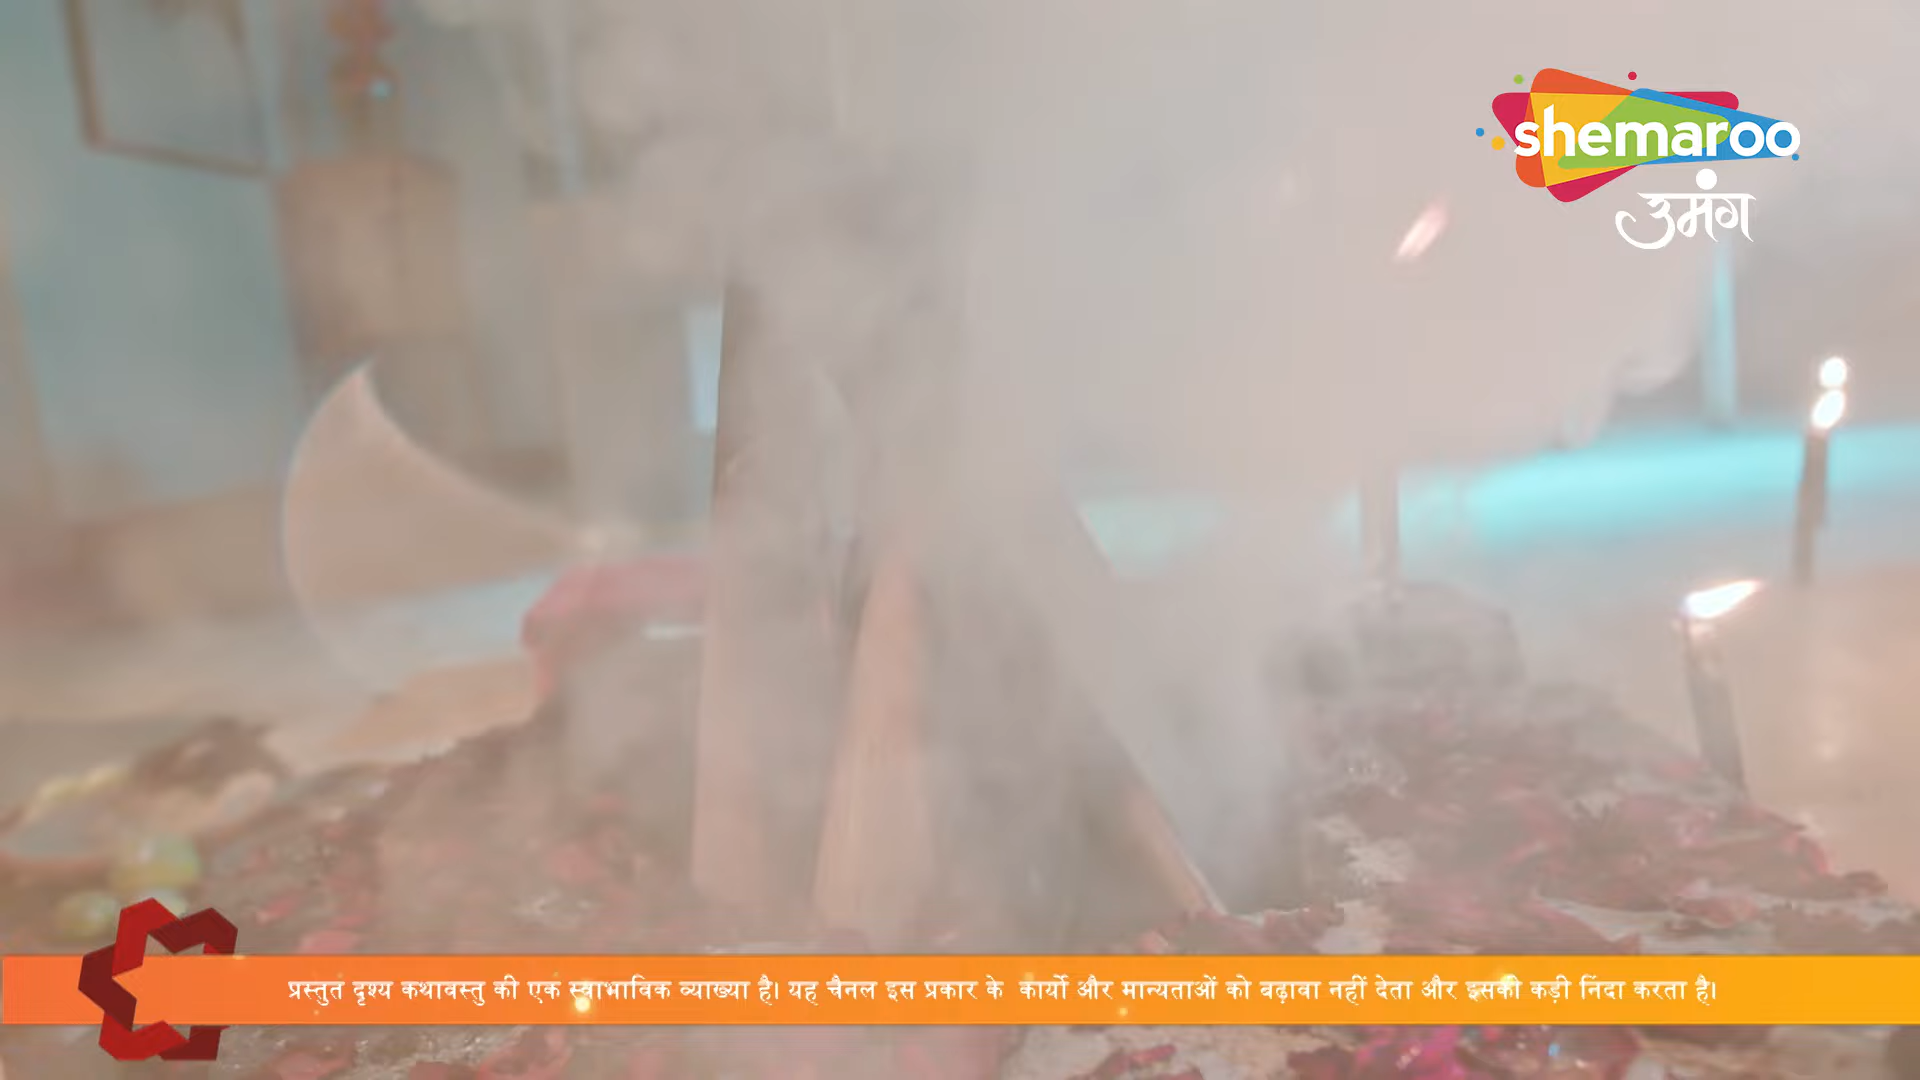 shemaroo
उमंग
प्रस्तुत दृश्य कथावस्तु की एक स्वाभाविक व्याख्या है। यह चैनल इस प्रकार के कार्यो और मान्यताओं को बढ़ावा नहीं देता और इसकी कड़ी निंदा करता है।